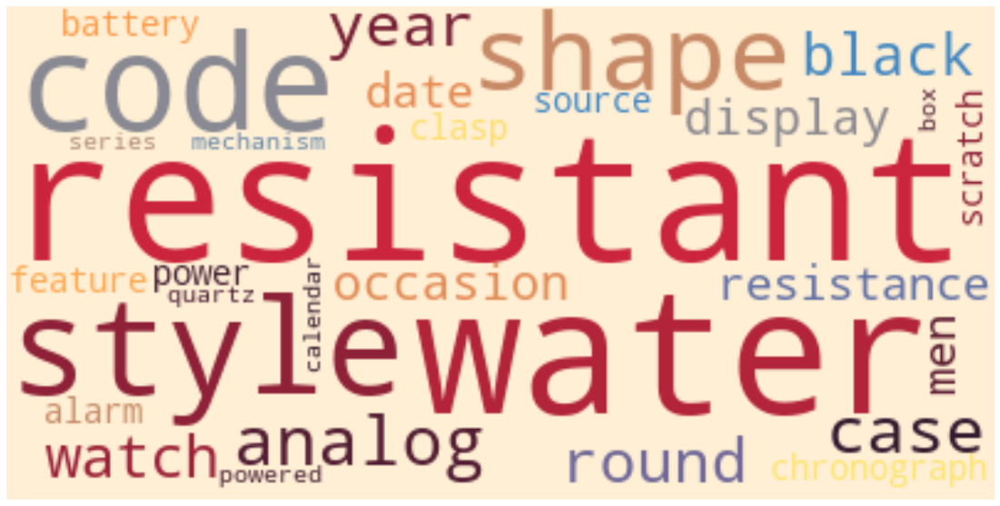 battery
year
shape
black
code
date
source
display
box
scratch
clasp
series
mechanism
resistant
feature
power
quartz
calendar
occasion
resistance
style
water
men
alarm
watch
analog
powered
round
case
chronograph